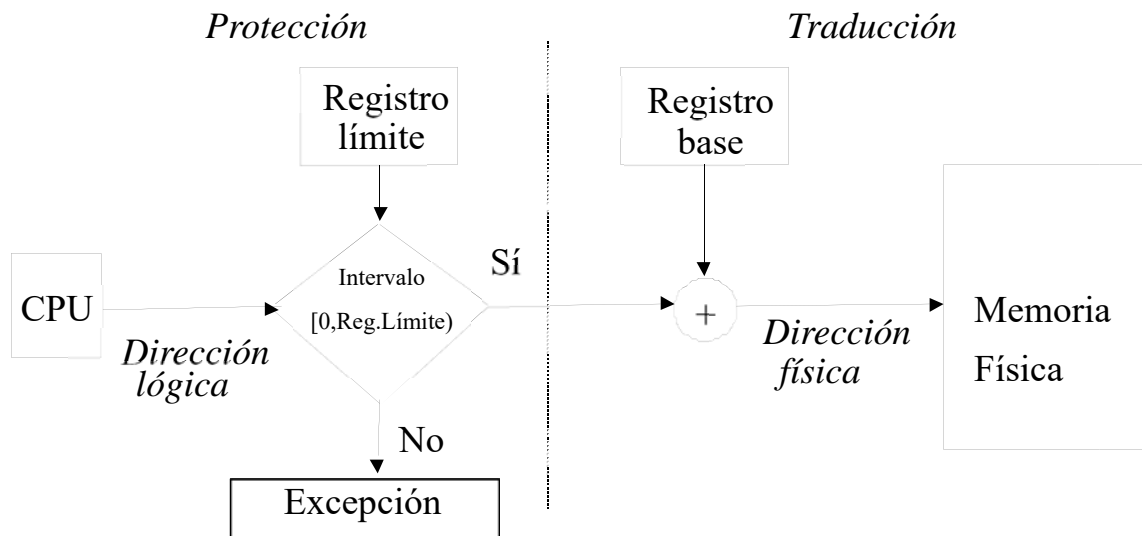 Protección
Traducción
Registro
límite
Registro
base
Sí
Intervalo
[0,Reg.Límite)
CPU
+
Memoria
Física
Dirección
lógica
Dirección
física
No
Excepción